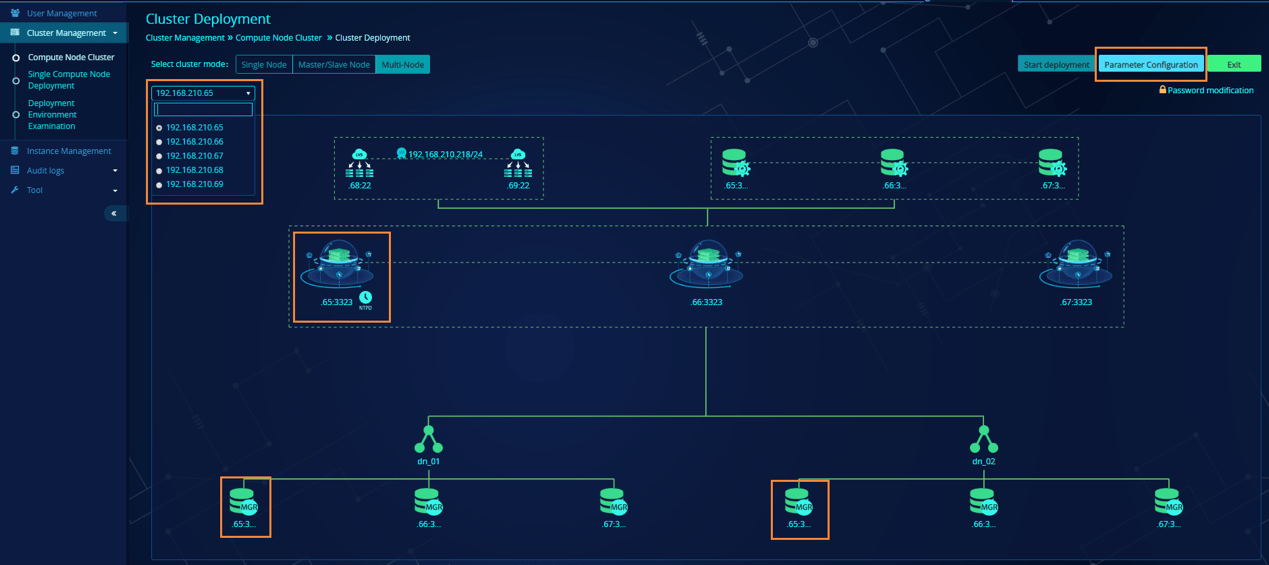 User Management
Cluster Management
Compute Node Cluster
Single Compute Node
Deployment
Deployment
Environment
Examination
Instance Management
Audit logs
Tool
«
Cluster Deployment
Cluster Management » Compute Node Cluster » Cluster Deployment
Select cluster mode: Single Node Master/Slave Node Multi-Node
Start deployment Parameter Configuration Exit
Password modification
192.168.210.65
192.168.210.65
192.168.210.66
192.168.210.67
192.168.210.68
192.168.210.69
LVS 192.168.210.218/24 LVS
.68:22 .69:22
.65:3... .66:3... .67:3...
.65:3323 .66:3323 .67:3323
NTPD
dn_01 dn_02
MGR MGR MGR MGR MGR MGR
.65:3... .66:3... .67:3... .65:3... .66:3... .67:3...